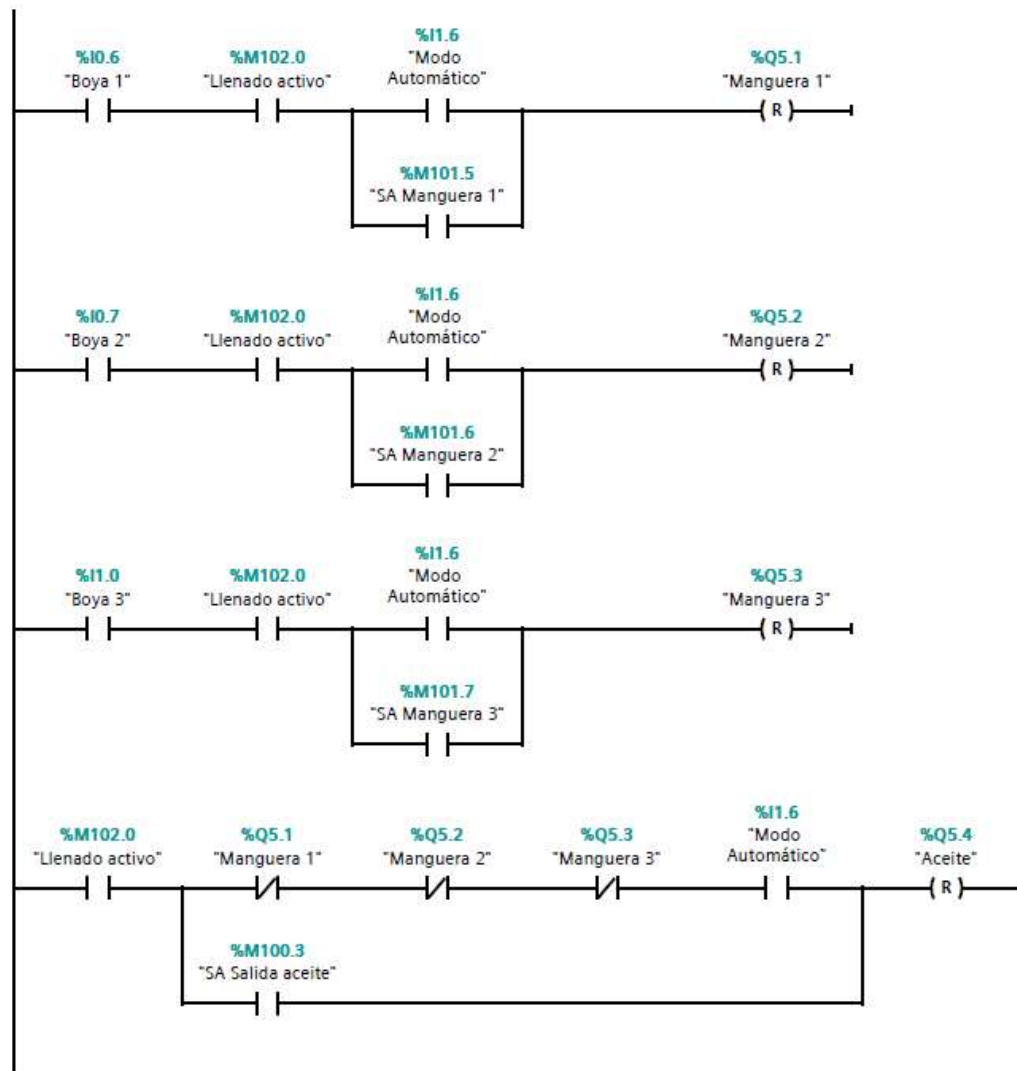 %I0.6
"Boya 1"
%M102.0
"Llenado activo"
%I1.6
"Modo
Automático"
%Q5.1
"Manguera 1"
R
%M101.5
"SA Manguera 1"
%I0.7
"Boya 2"
%M102.0
"Llenado activo"
%I1.6
"Modo
Automático"
%Q5.2
"Manguera 2"
R
%M101.6
"SA Manguera 2"
%I1.0
"Boya 3"
%M102.0
"Llenado activo"
%I1.6
"Modo
Automático"
%Q5.3
"Manguera 3"
R
%M101.7
"SA Manguera 3"
%M102.0
"Llenado activo"
%Q5.1
"Manguera 1"
%Q5.2
"Manguera 2"
%Q5.3
"Manguera 3"
%I1.6
"Modo
Automático"
%Q5.4
"Aceite"
R
%M100.3
"SA Salida aceite"